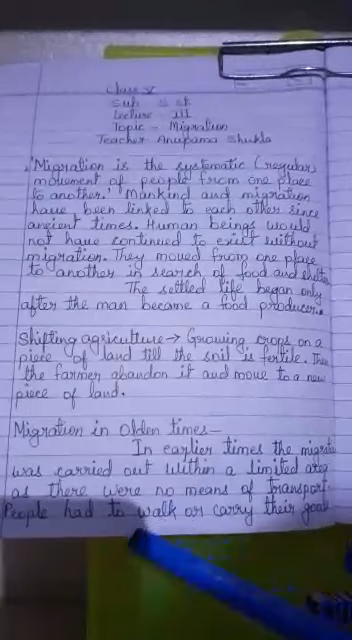 Class V
Sub S.St
Lecture III
Topic - Migration
Teacher Anupama Shukla
Migration is the systematic (regular)
movement of people from one place
to another. Mankind and migration
have been linked to each other since
ancient times. Human beings would
not have continued to exist without
migration. They moved from one place
to another in search of food and shelter
The settled life began only
after the man became a food producer.
Shifting agriculture → Growing crops on a
piece of land till the soil is fertile. Then
the farmer abandon it and move to a new
piece of land.
Migration in Olden times—
In earlier times the migrati
was carried out within a limited area
as there were no means of transport.
People had to walk or carry their